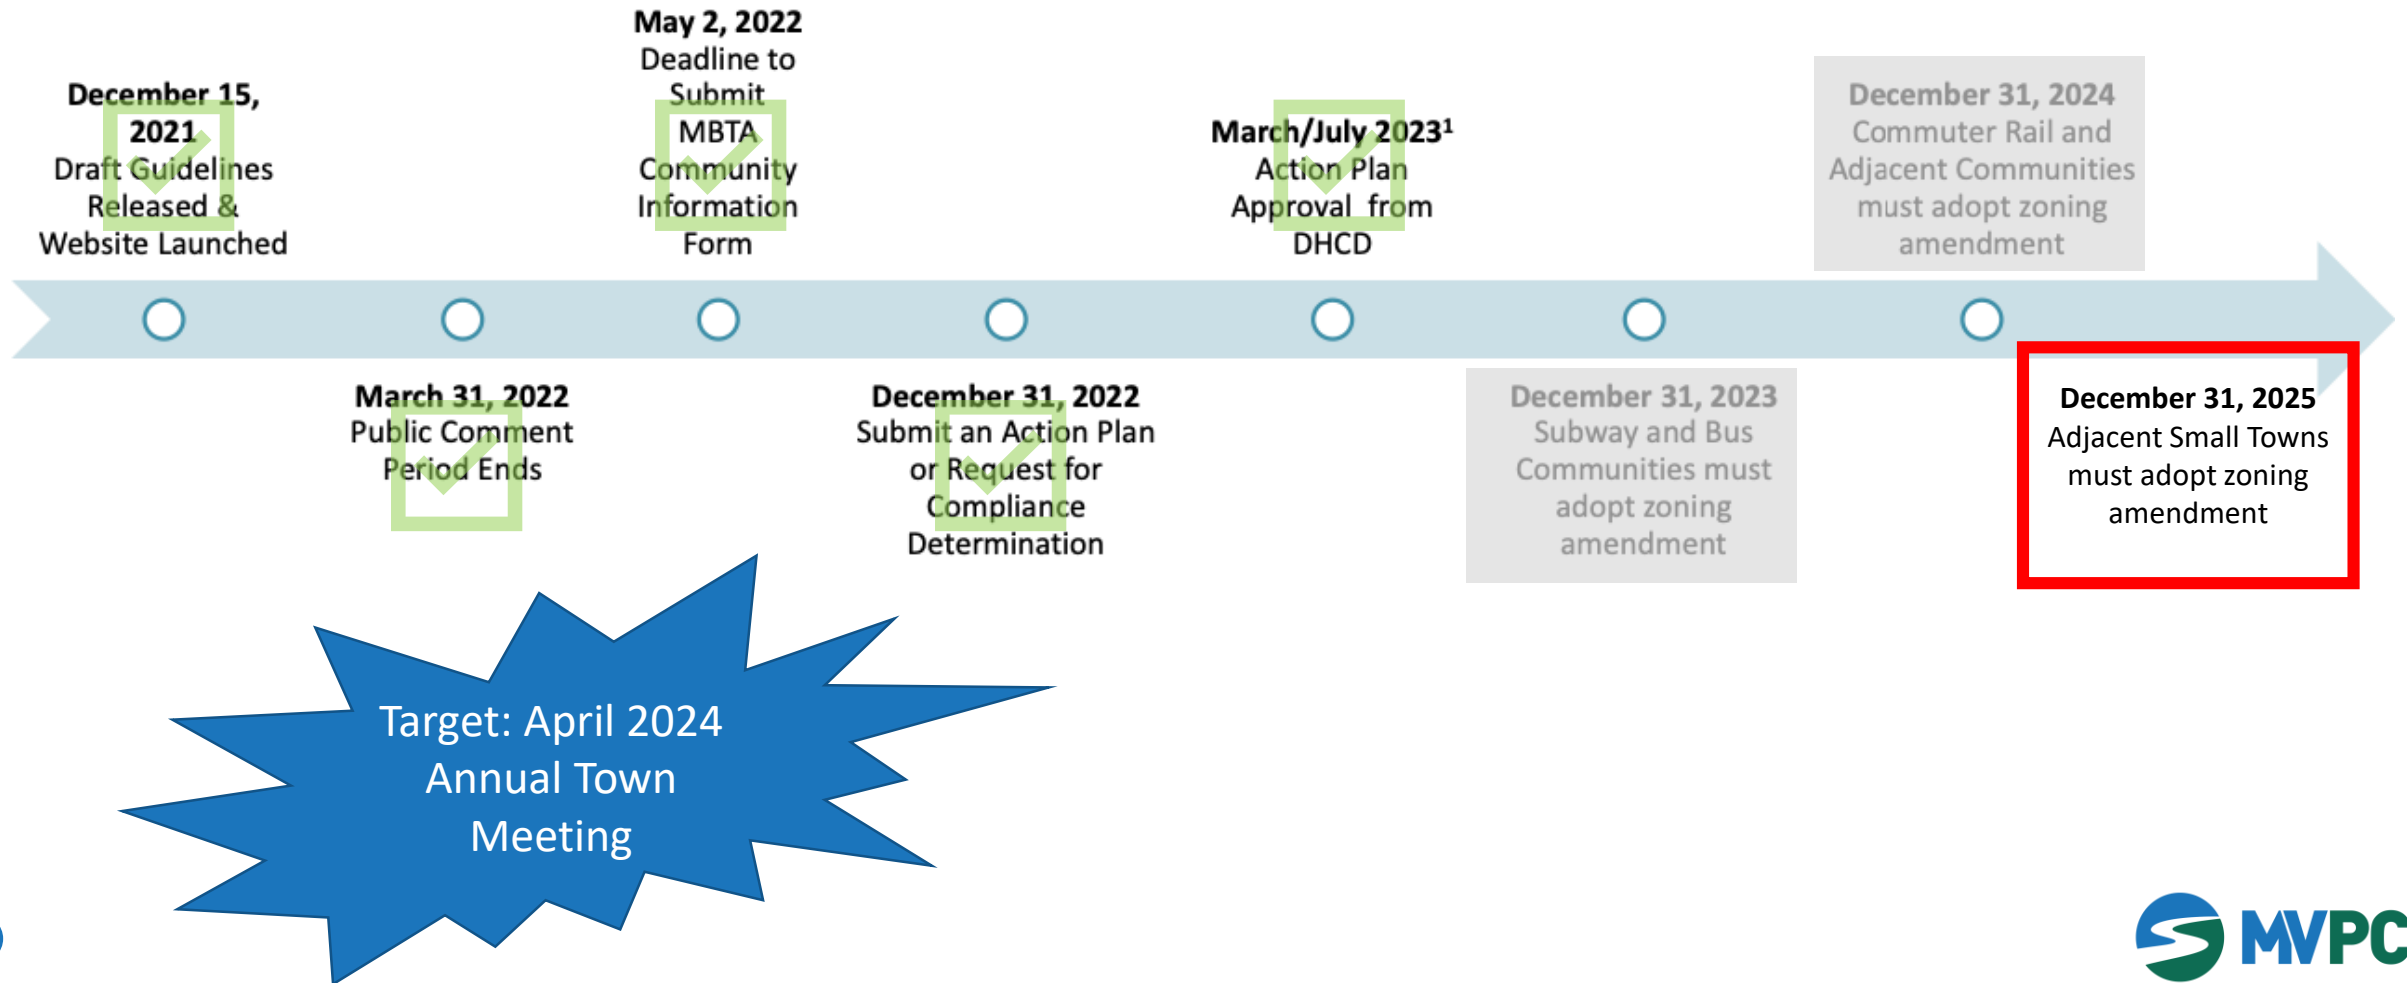 December 15,
2021
Draft Guidelines
Released &
Website Launched
March 31, 2022
Public Comment
Period Ends
May 2, 2022
Deadline to
Submit
MBTA
Community
Information
Form
December 31, 2022
Submit an Action Plan
or Request for
Compliance
Determination
March/July 2023¹
Action Plan
Approval from
DHCD
December 31, 2023
Subway and Bus
Communities must
adopt zoning
amendment
December 31, 2024
Commuter Rail and
Adjacent Communities
must adopt zoning
amendment
December 31, 2025
Adjacent Small Towns
must adopt zoning
amendment
Target: April 2024
Annual Town
Meeting
MVPC